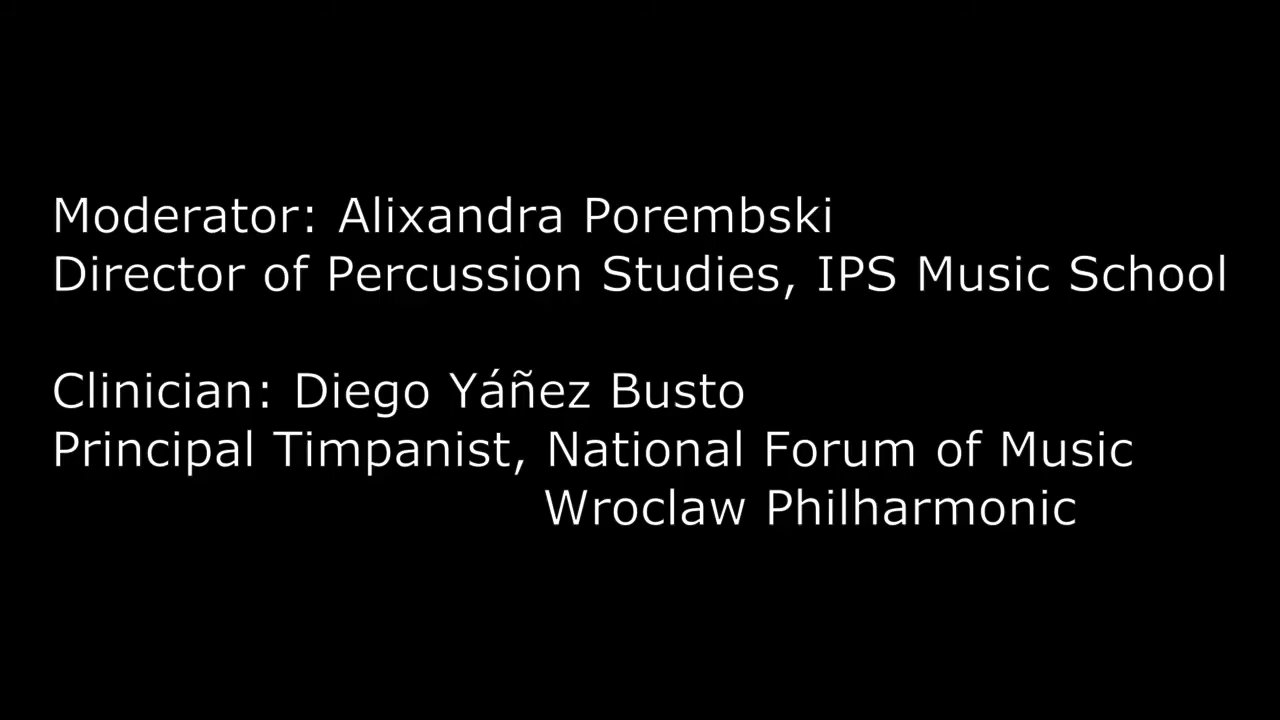 Moderator: Alixandra Porembski
Director of Percussion Studies, IPS Music School
Clinician: Diego Yáñez Busto
Principal Timpanist, National Forum of Music
Wroclaw Philharmonic